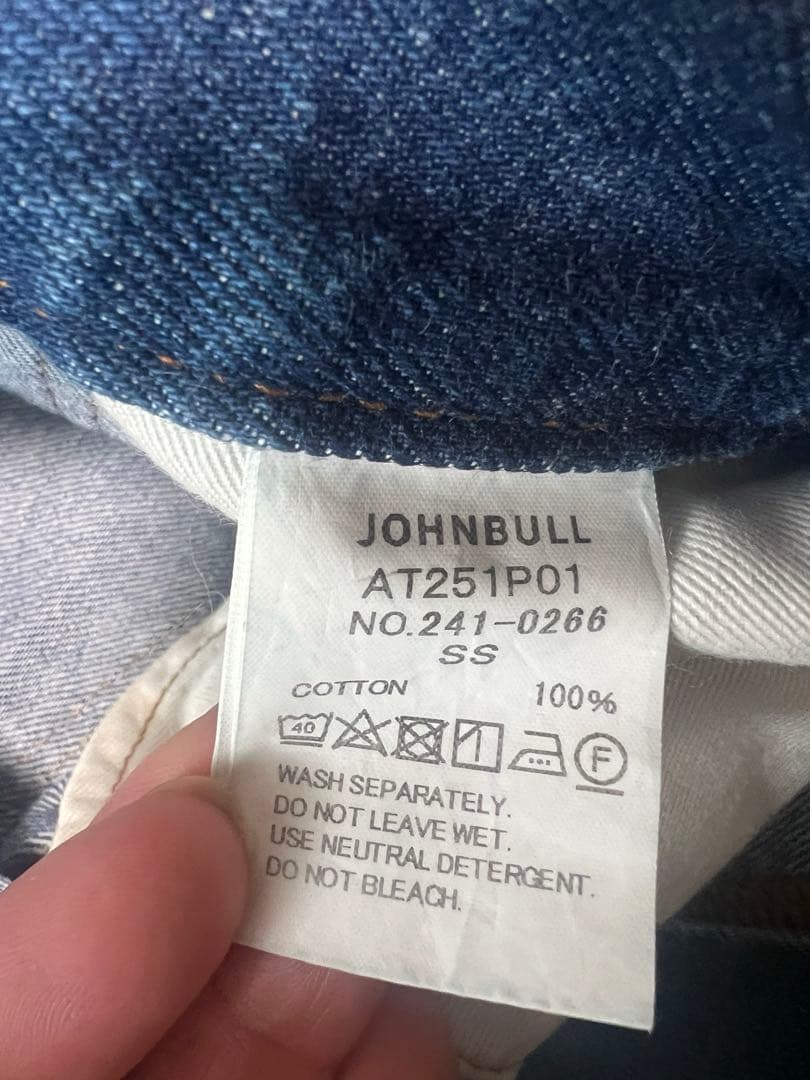 JOHNBULL
AT251P01
NO.241-0266
SS
COTTON 100%
40 F
WASH SEPARATELY.
DO NOT LEAVE WET.
USE NEUTRAL DETERGENT.
DO NOT BLEACH.